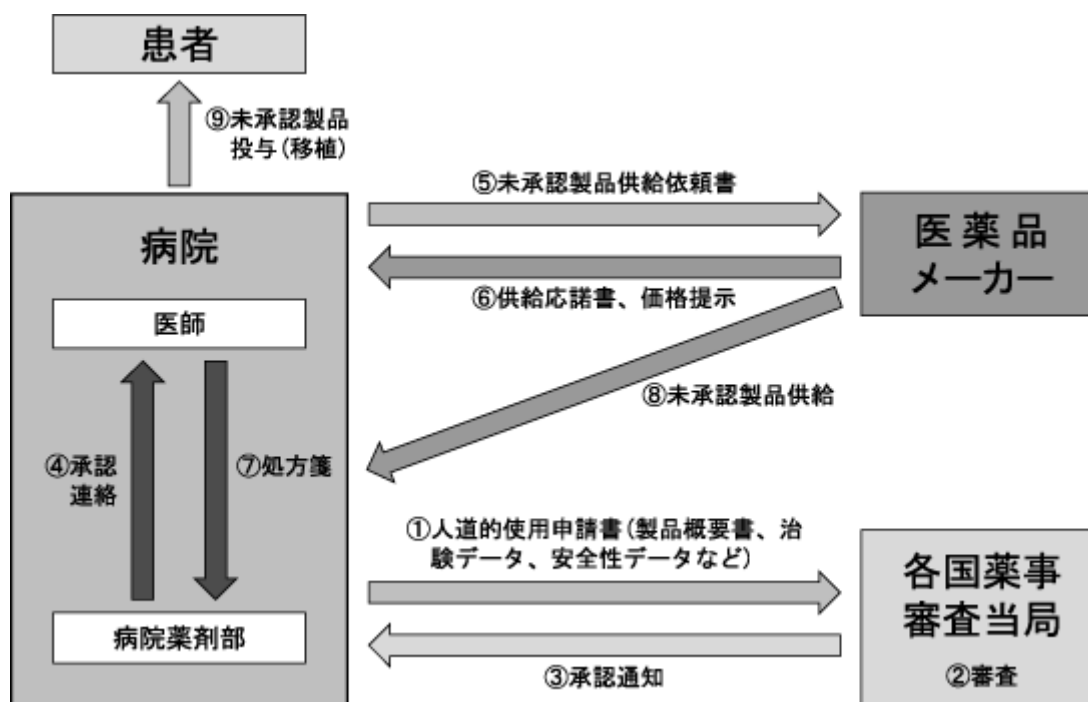 患者
⑨未承認製品
投与(移植)
⑤未承認製品供給依頼書
病院
医薬品
メーカー
⑥供給応諾書、価格提示
医師
⑧未承認製品供給
④承認
連絡
⑦処方箋
①人道的使用申請書(製品概要書、治
験データ、安全性データなど)
各国薬事
審査当局
病院薬剤部
③承認通知
②審査